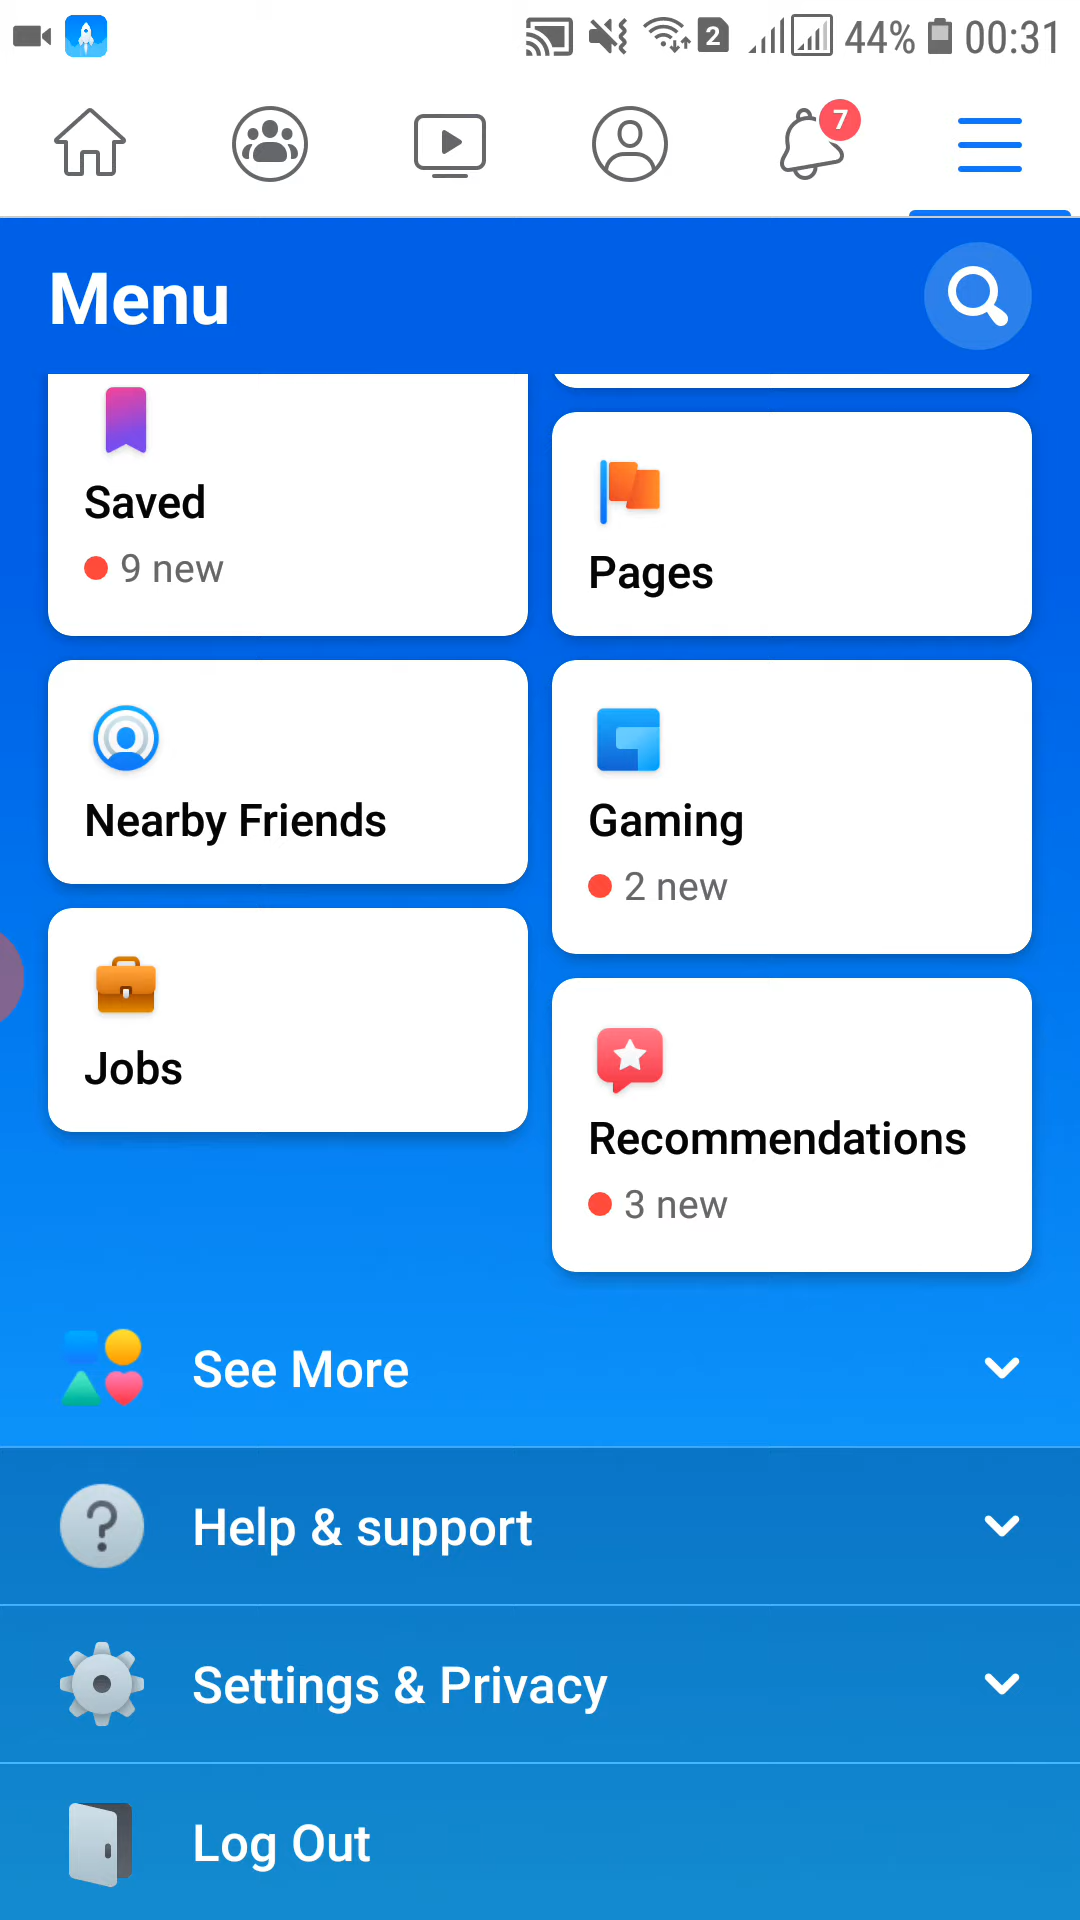 2 44% 00:31
7
Menu
Saved
9 new
Pages
Nearby Friends
Gaming
2 new
Jobs
Recommendations
3 new
See More
Help & support
Settings & Privacy
Log Out